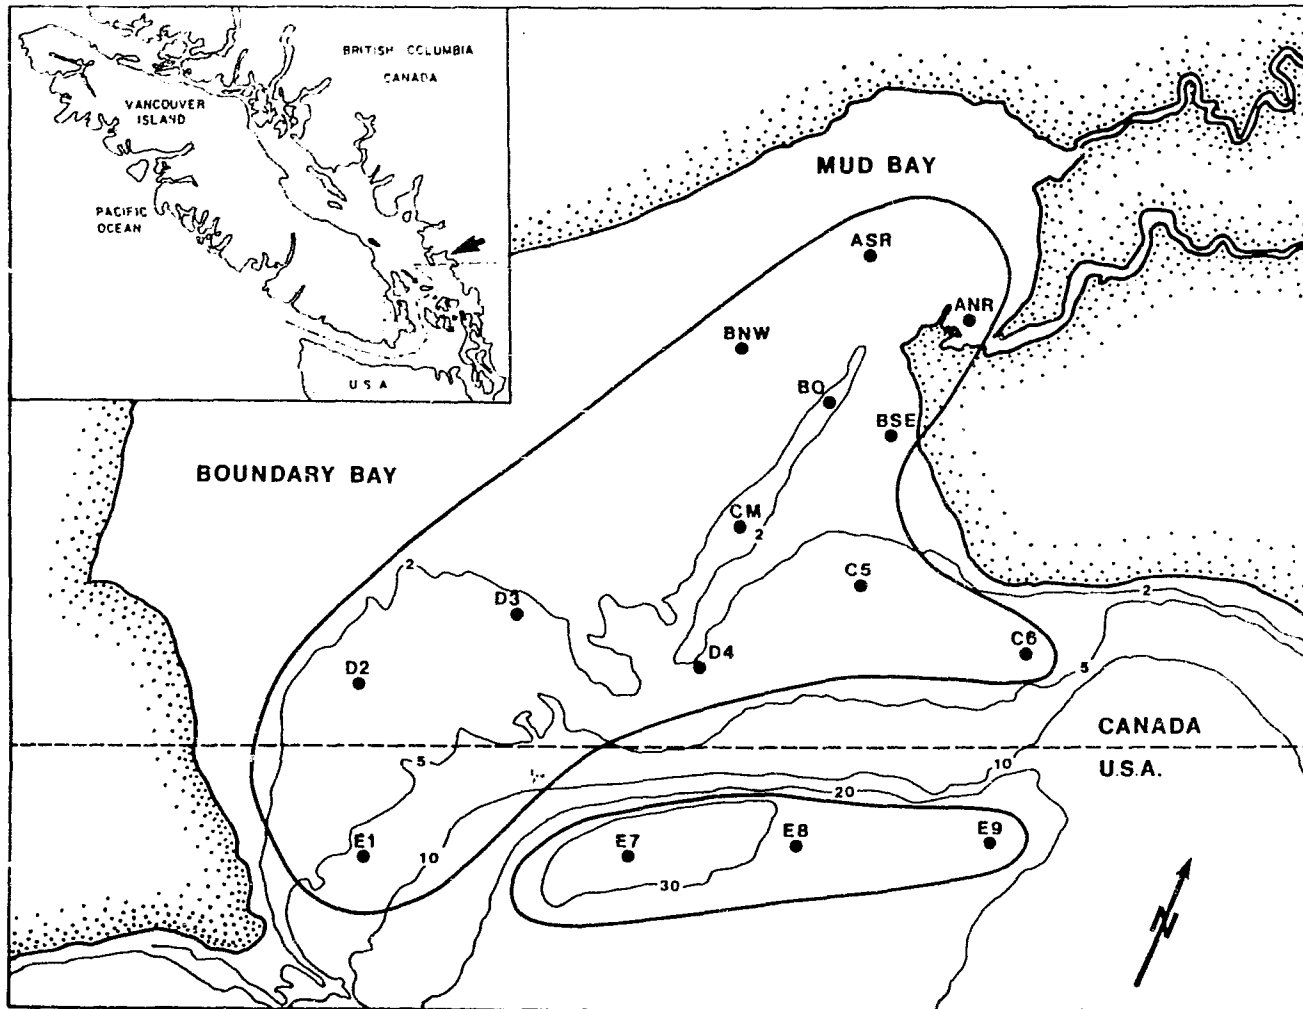 BRITISH COLUMBIA
CANADA
VANCOUVER
ISLAND
PACIFIC
OCEAN
U.S.A
MUD BAY
ASR
ANR
BNW
BO
BSE
BOUNDARY BAY
CM
2
2
C5
D3
2
C6
D4
D2
5
CANADA
U.S.A.
5
10
20
E1
E7
E8
E9
10
30
N